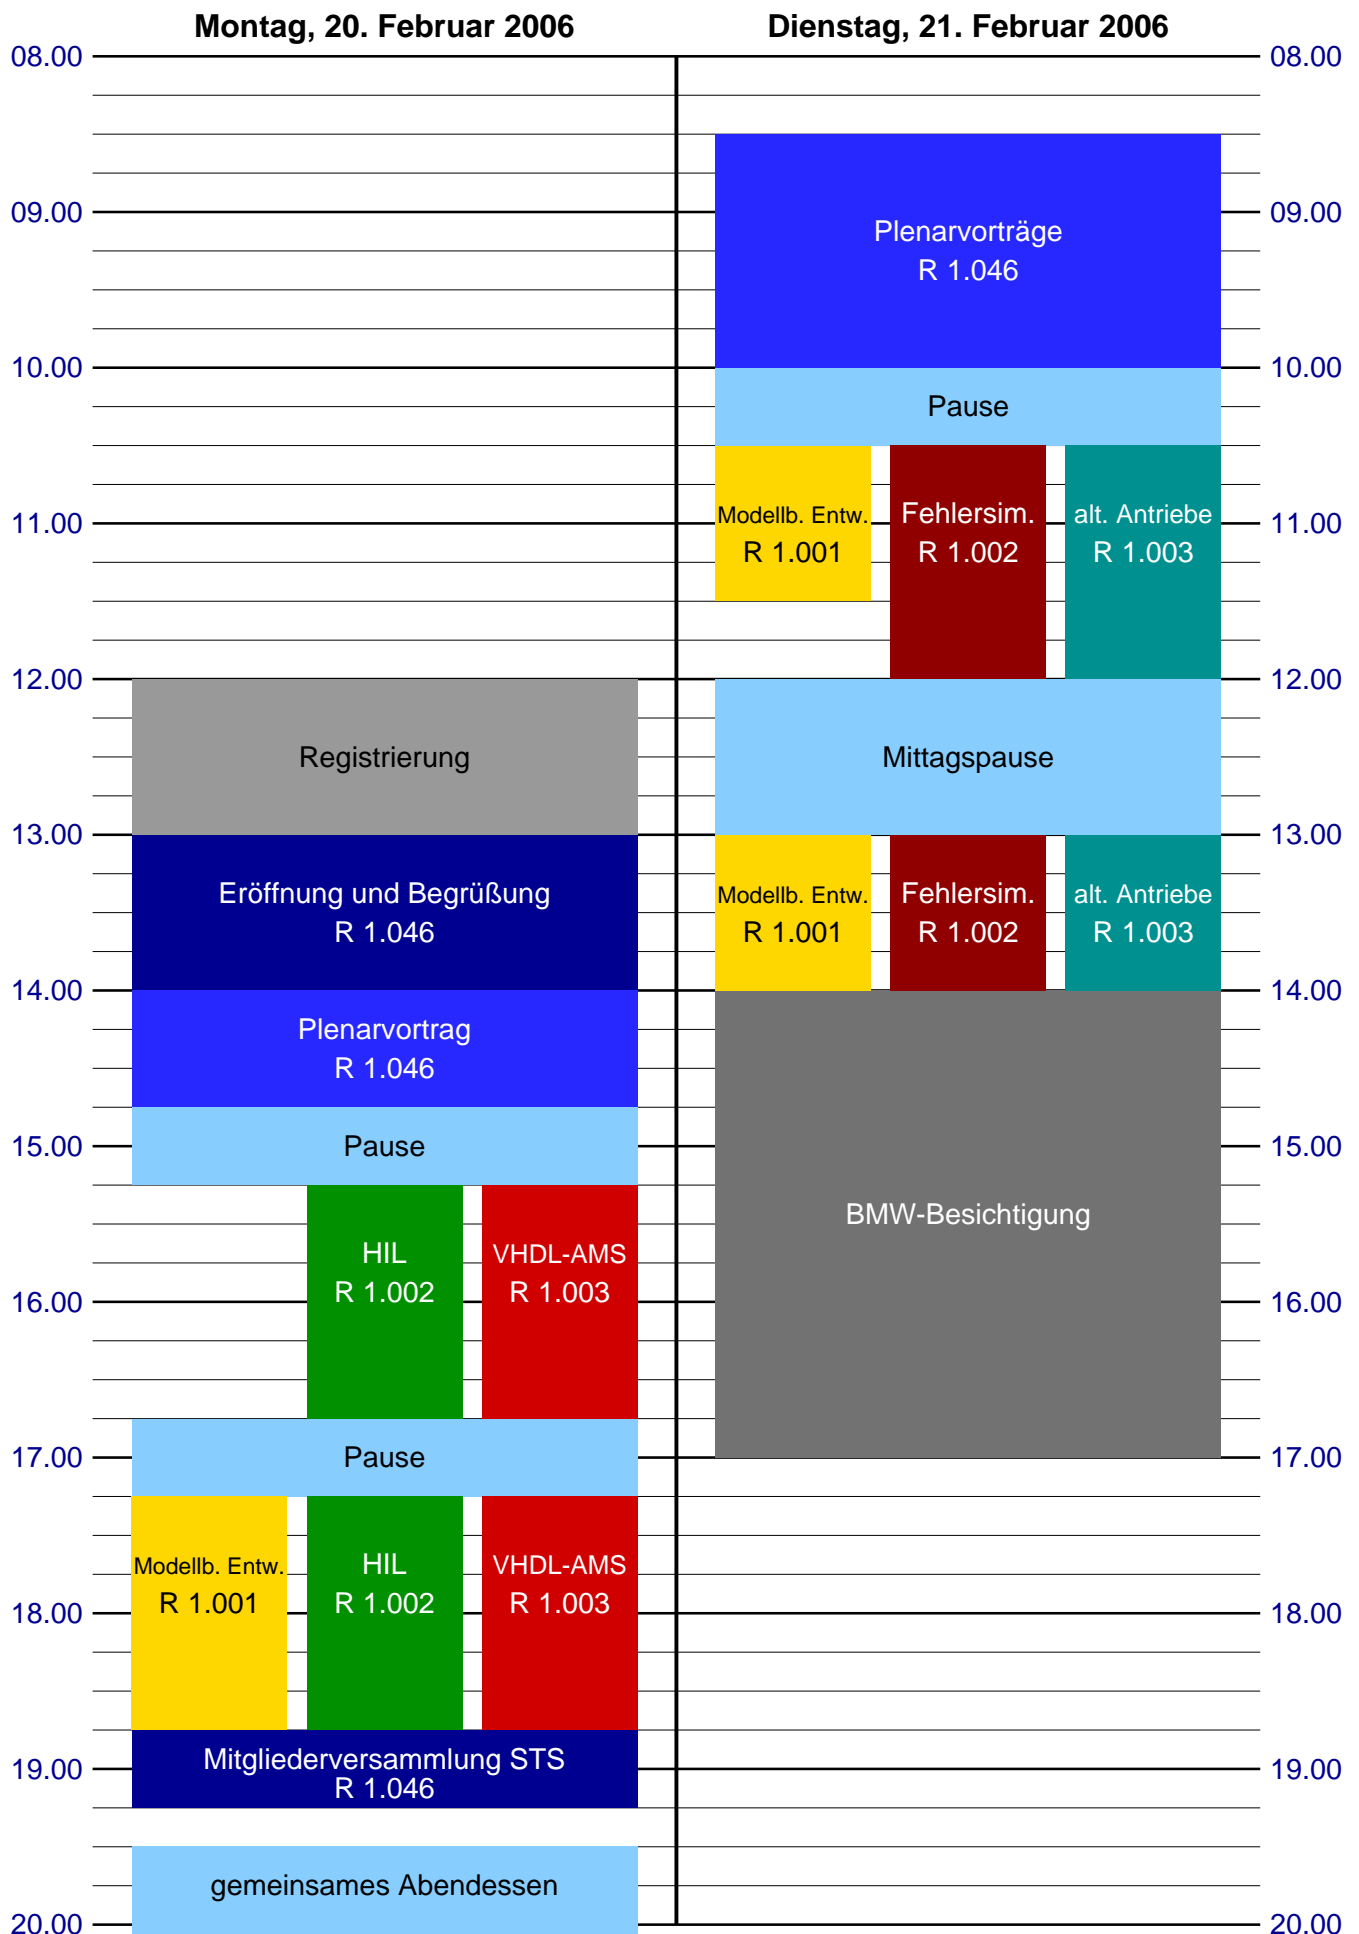 Montag, 20. Februar 2006
Dienstag, 21. Februar 2006
08.00
08.00
09.00
09.00
Plenarvorträge
R 1.046
10.00
10.00
Pause
Modellb. Entw.
R 1.001
Fehlersim.
R 1.002
alt. Antriebe
R 1.003
11.00
11.00
12.00
12.00
Registrierung
Mittagspause
13.00
13.00
Eröffnung und Begrüßung
R 1.046
Modellb. Entw.
R 1.001
Fehlersim.
R 1.002
alt. Antriebe
R 1.003
14.00
14.00
Plenarvortrag
R 1.046
15.00
Pause
15.00
BMW-Besichtigung
HIL
R 1.002
VHDL-AMS
R 1.003
16.00
16.00
17.00
Pause
17.00
Modellb. Entw.
R 1.001
HIL
R 1.002
VHDL-AMS
R 1.003
18.00
18.00
Mitgliederversammlung STS
R 1.046
19.00
19.00
gemeinsames Abendessen
20.00
20.00